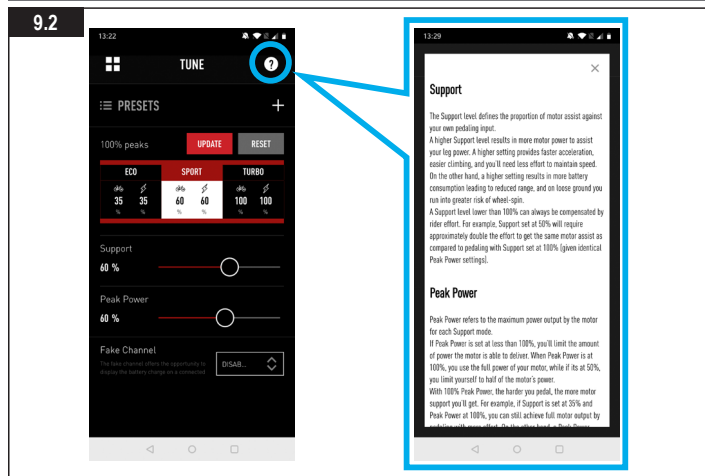 9.2
13:22
TUNE
?
PRESETS
+
100% peaks
UPDATE
RESET
ECO
SPORT
TURBO
35 35
60 60
100 100
% %
% %
% %
Support
60 %
Peak Power
60 %
Fake Channel
The fake channel offers the opportunity to
display the battery charge on a connected
DISAB...
13:29
Support
The Support level defines the proportion of motor assist against
your own pedaling input.
A higher Support level results in more motor power to assist
your leg power. A higher setting provides faster acceleration,
easier climbing, and you'll need less effort to maintain speed.
On the other hand, a higher setting results in more battery
consumption leading to reduced range, and on loose ground you
run into greater risk of wheel-spin.
A Support level lower than 100% can always be compensated by
rider effort. For example, Support set at 50% will require
approximately double the effort to get the same motor assist as
compared to pedaling with Support set at 100% (given identical
Peak Power settings).
Peak Power
Peak Power refers to the maximum power output by the motor
for each Support mode.
If Peak Power is set at less than 100%, you'll limit the amount
of power the motor is able to deliver. When Peak Power is at
100%, you use the full power of your motor, while if its at 50%,
you limit yourself to half of the motor's power.
With 100% Peak Power, the harder you pedal, the more motor
support you'll get. For example, if Support is set at 35% and
Peak Power at 100%, you can still achieve full motor output by
pedaling with more effort. On the other hand, a Peak Power